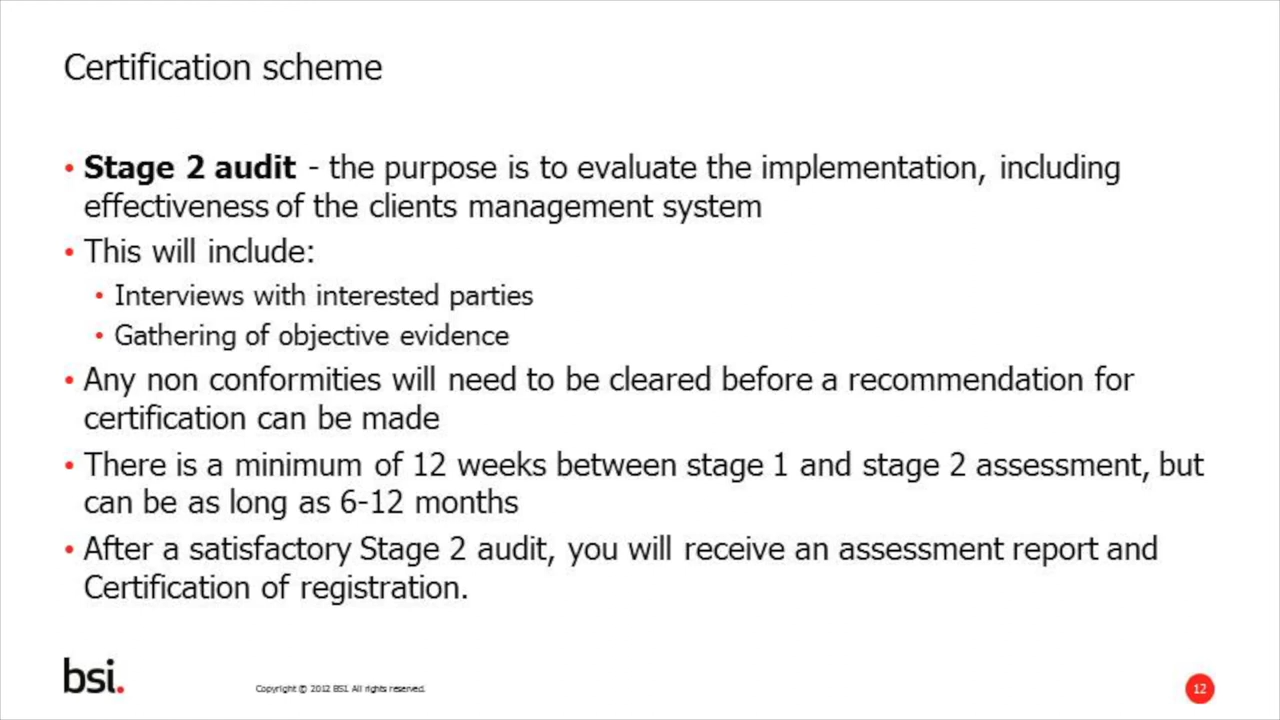 Certification scheme
• Stage 2 audit - the purpose is to evaluate the implementation, including
effectiveness of the clients management system
• This will include:
• Interviews with interested parties
• Gathering of objective evidence
• Any non conformities will need to be cleared before a recommendation for
certification can be made
• There is a minimum of 12 weeks between stage 1 and stage 2 assessment, but
can be as long as 6-12 months
• After a satisfactory Stage 2 audit, you will receive an assessment report and
Certification of registration.
bsi.
Copyright © 2012 BSI. All rights reserved.
12